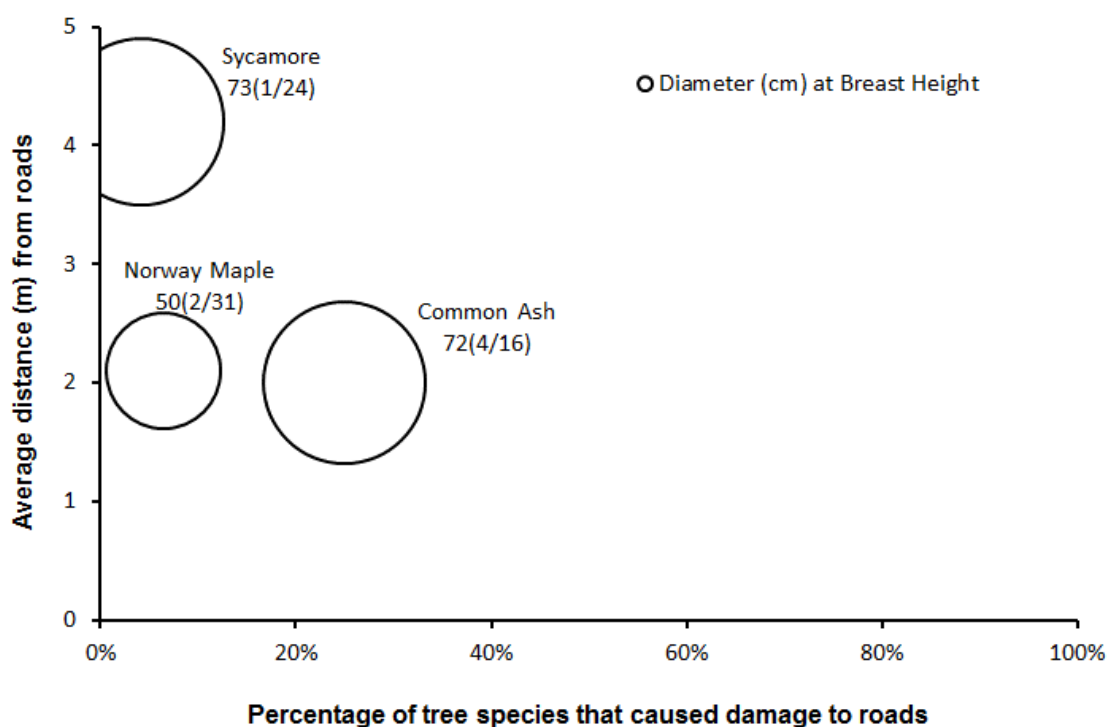 5
Sycamore
73(1/24)
Diameter (cm) at Breast Height
4
Average distance (m) from roads
3
Norway Maple
50(2/31)
Common Ash
72(4/16)
2
1
0
0% 20% 40% 60% 80% 100%
Percentage of tree species that caused damage to roads